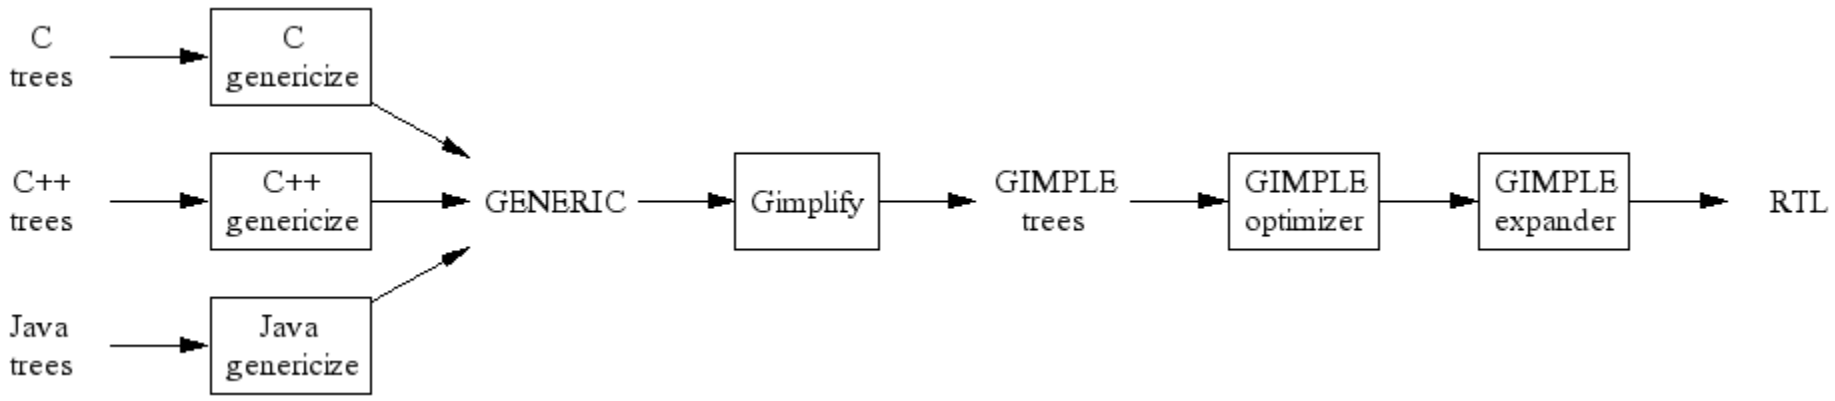 C
trees
C
genericize
C++
trees
C++
genericize
GENERIC
Gimplify
GIMPLE
trees
GIMPLE
optimizer
GIMPLE
expander
RTL
Java
trees
Java
genericize